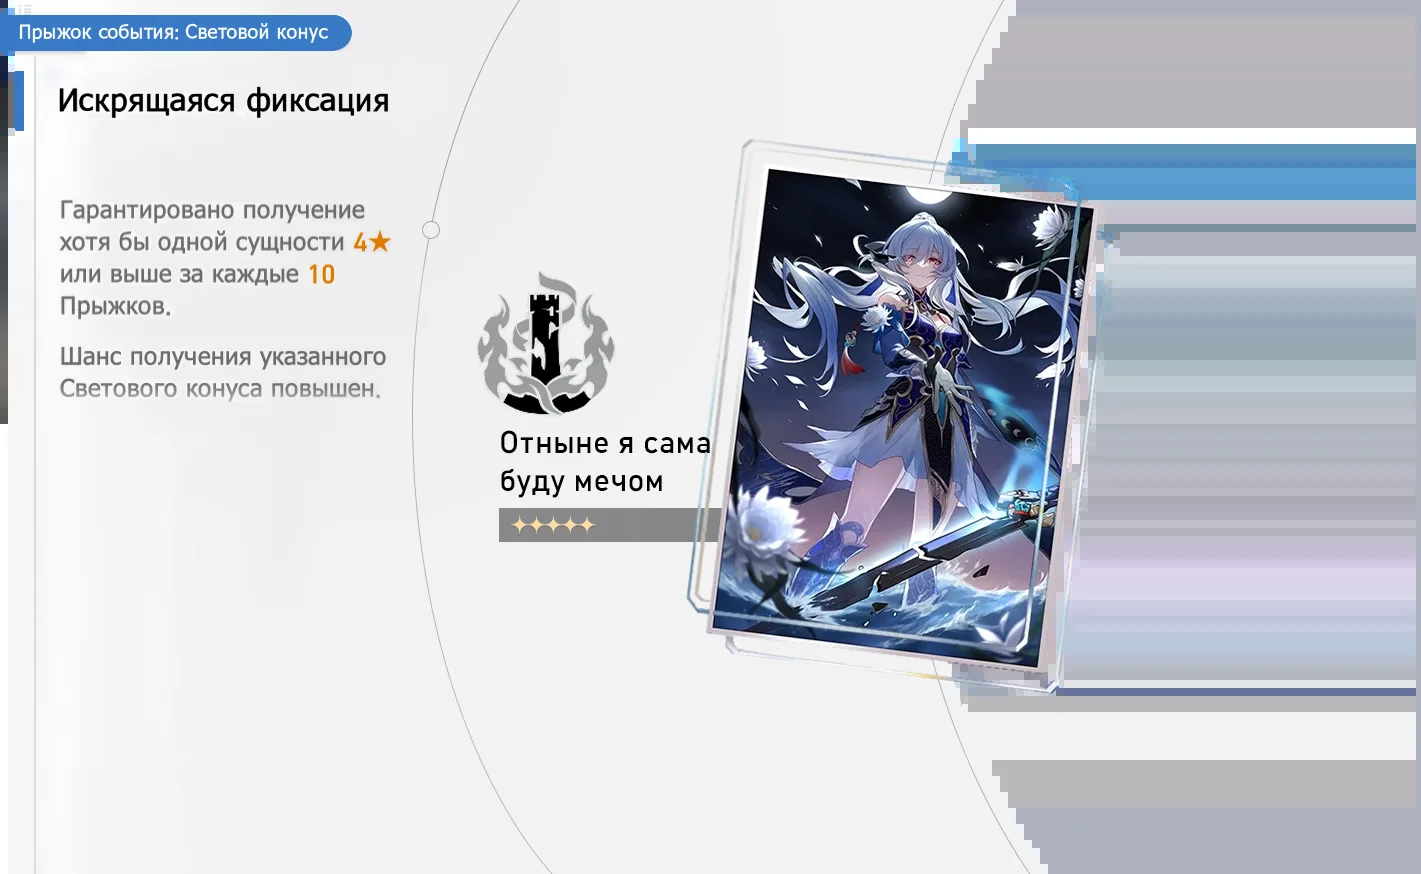 Прыжок события: Световой конус
Искрящаяся фиксация
Гарантировано получение
хотя бы одной сущности 4★
или выше за каждые 10
Прыжков.
Шанс получения указанного
Светового конуса повышен.
Отныне я сама
буду мечом